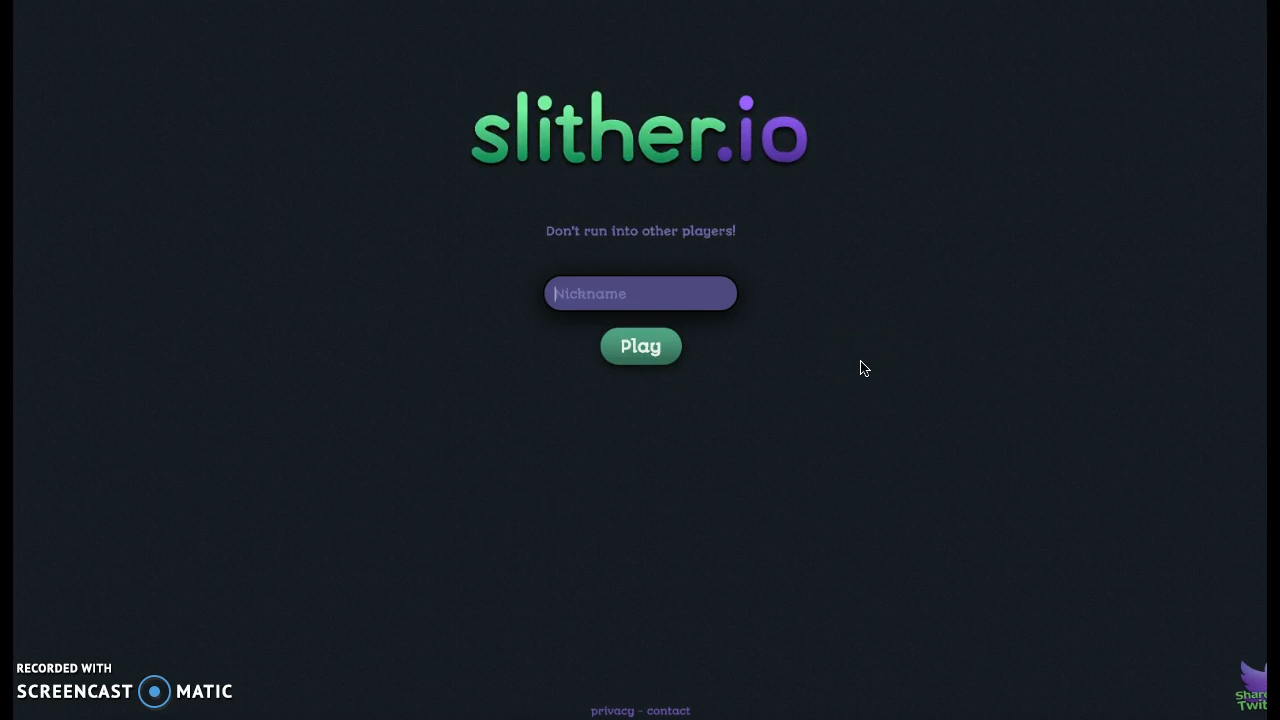 slither.io
Don't run into other players!
Nickname
Play
RECORDED WITH
SCREENCAST MATIC
privacy - contact